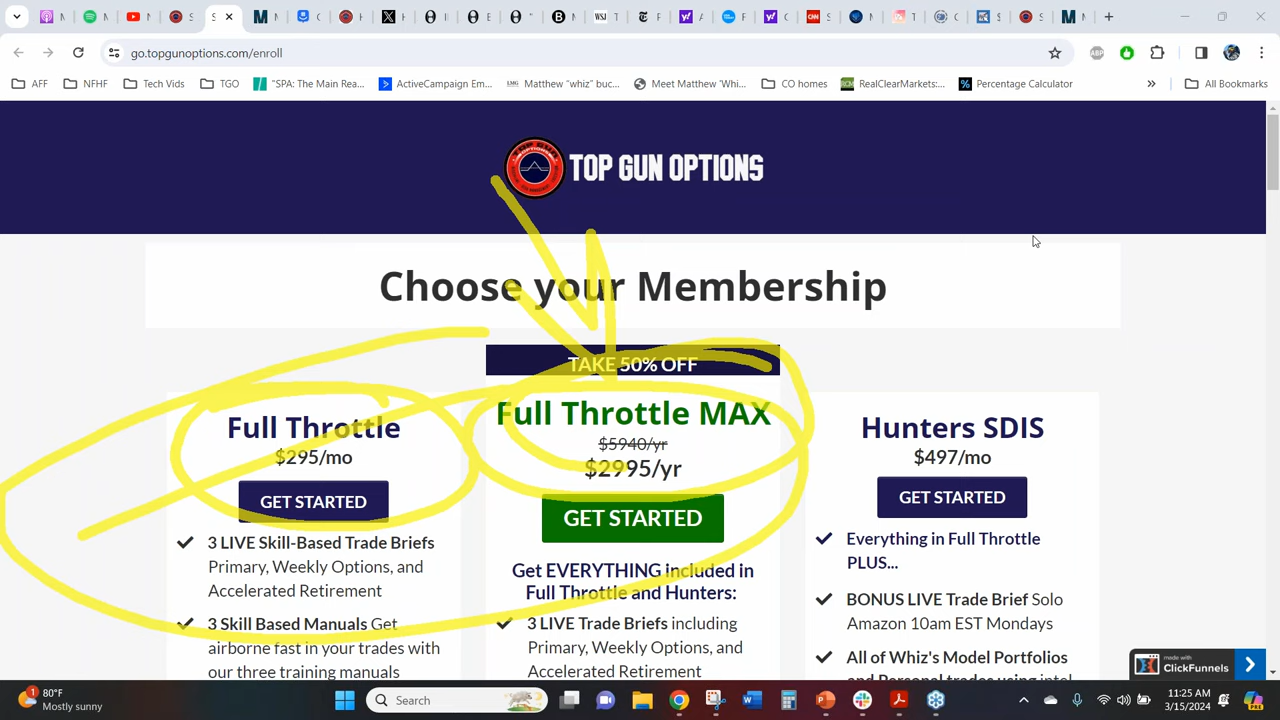 go.topgunoptions.com/enroll
AFF
NFHF
Tech Vids
TGO
"SPA: The Main Rea...
ActiveCampaign Em...
Matthew “whiz” buc...
Meet Matthew 'Whi...
CO homes
RealClearMarkets:...
Percentage Calculator
All Bookmarks
TOP GUN OPTIONS
Choose your Membership
Full Throttle
$295/mo
GET STARTED
3 LIVE Skill-Based Trade Briefs
Primary, Weekly Options, and
Accelerated Retirement
3 Skill Based Manuals Get
airborne fast in your trades with
our three training manuals
TAKE 50% OFF
Full Throttle MAX
$5940/yr
$2995/yr
GET STARTED
Get EVERYTHING included in
Full Throttle and Hunters:
3 LIVE Trade Briefs including
Primary, Weekly Options, and
Accelerated Retirement
Hunters SDIS
$497/mo
GET STARTED
Everything in Full Throttle
PLUS...
BONUS LIVE Trade Brief Solo
Amazon 10am EST Mondays
All of Whiz's Model Portfolios
made with
ClickFunnels
80°F
Mostly sunny
Search
11:25 AM
3/15/2024